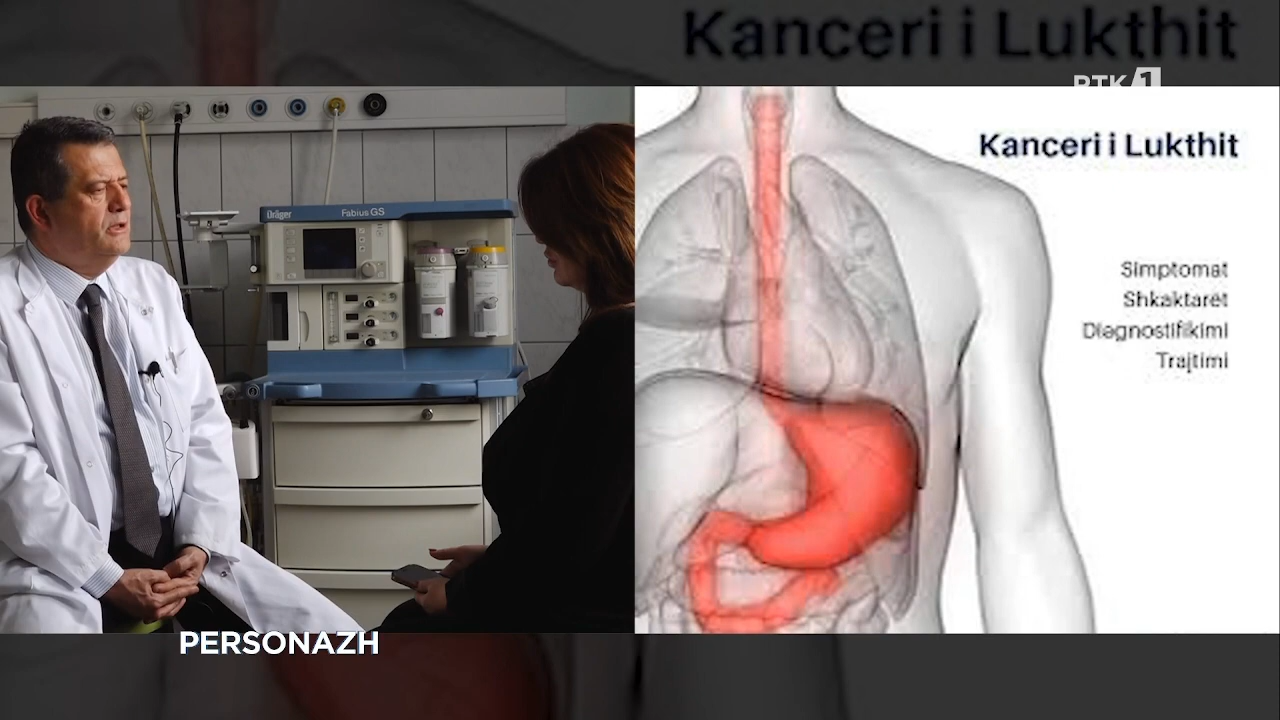 Kanceri i Lukthit
RTK 1
Kanceri i Lukthit
Dräger
Fabius GS
Simptomat
Shkaktarët
Diagnostifikimi
Trajtimi
PERSONAZH